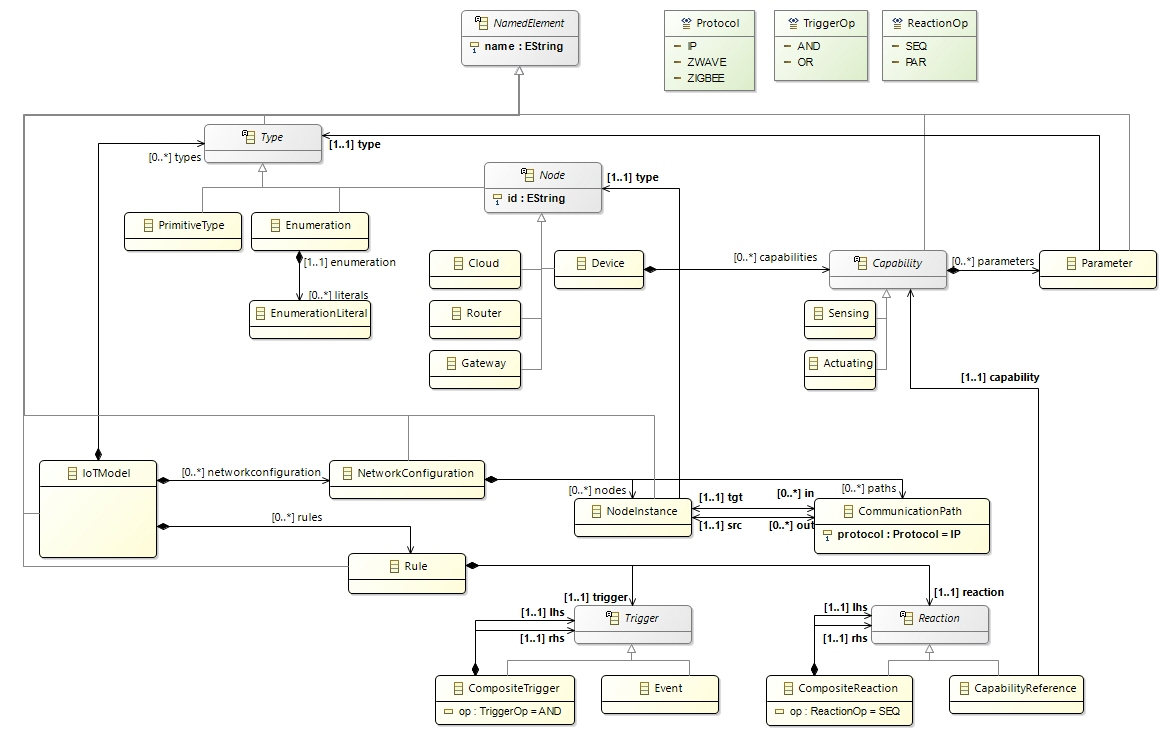 NamedElement
name : EString
Protocol
IP
ZWAVE
ZIGBEE
TriggerOp
AND
OR
ReactionOp
SEQ
PAR
Type
[0..*] types
[1..1] type
Node
id : EString
[1..1] type
PrimitiveType
Enumeration
[1..1] enumeration
[0..*] literals
EnumerationLiteral
Cloud
Device
Router
Gateway
[0..*] capabilities
Capability
[0..*] parameters
Parameter
Sensing
Actuating
[1..1] capability
IoTModel
[0..*] networkconfiguration
NetworkConfiguration
[0..*] nodes
[0..*] paths
NodeInstance
[1..1] tgt
[0..*] in
[1..1] src
[0..*] out
CommunicationPath
protocol : Protocol = IP
[0..*] rules
Rule
[1..1] trigger
[1..1] reaction
[1..1] lhs
[1..1] rhs
Trigger
[1..1] lhs
[1..1] rhs
Reaction
CompositeTrigger
op : TriggerOp = AND
Event
CompositeReaction
op : ReactionOp = SEQ
CapabilityReference